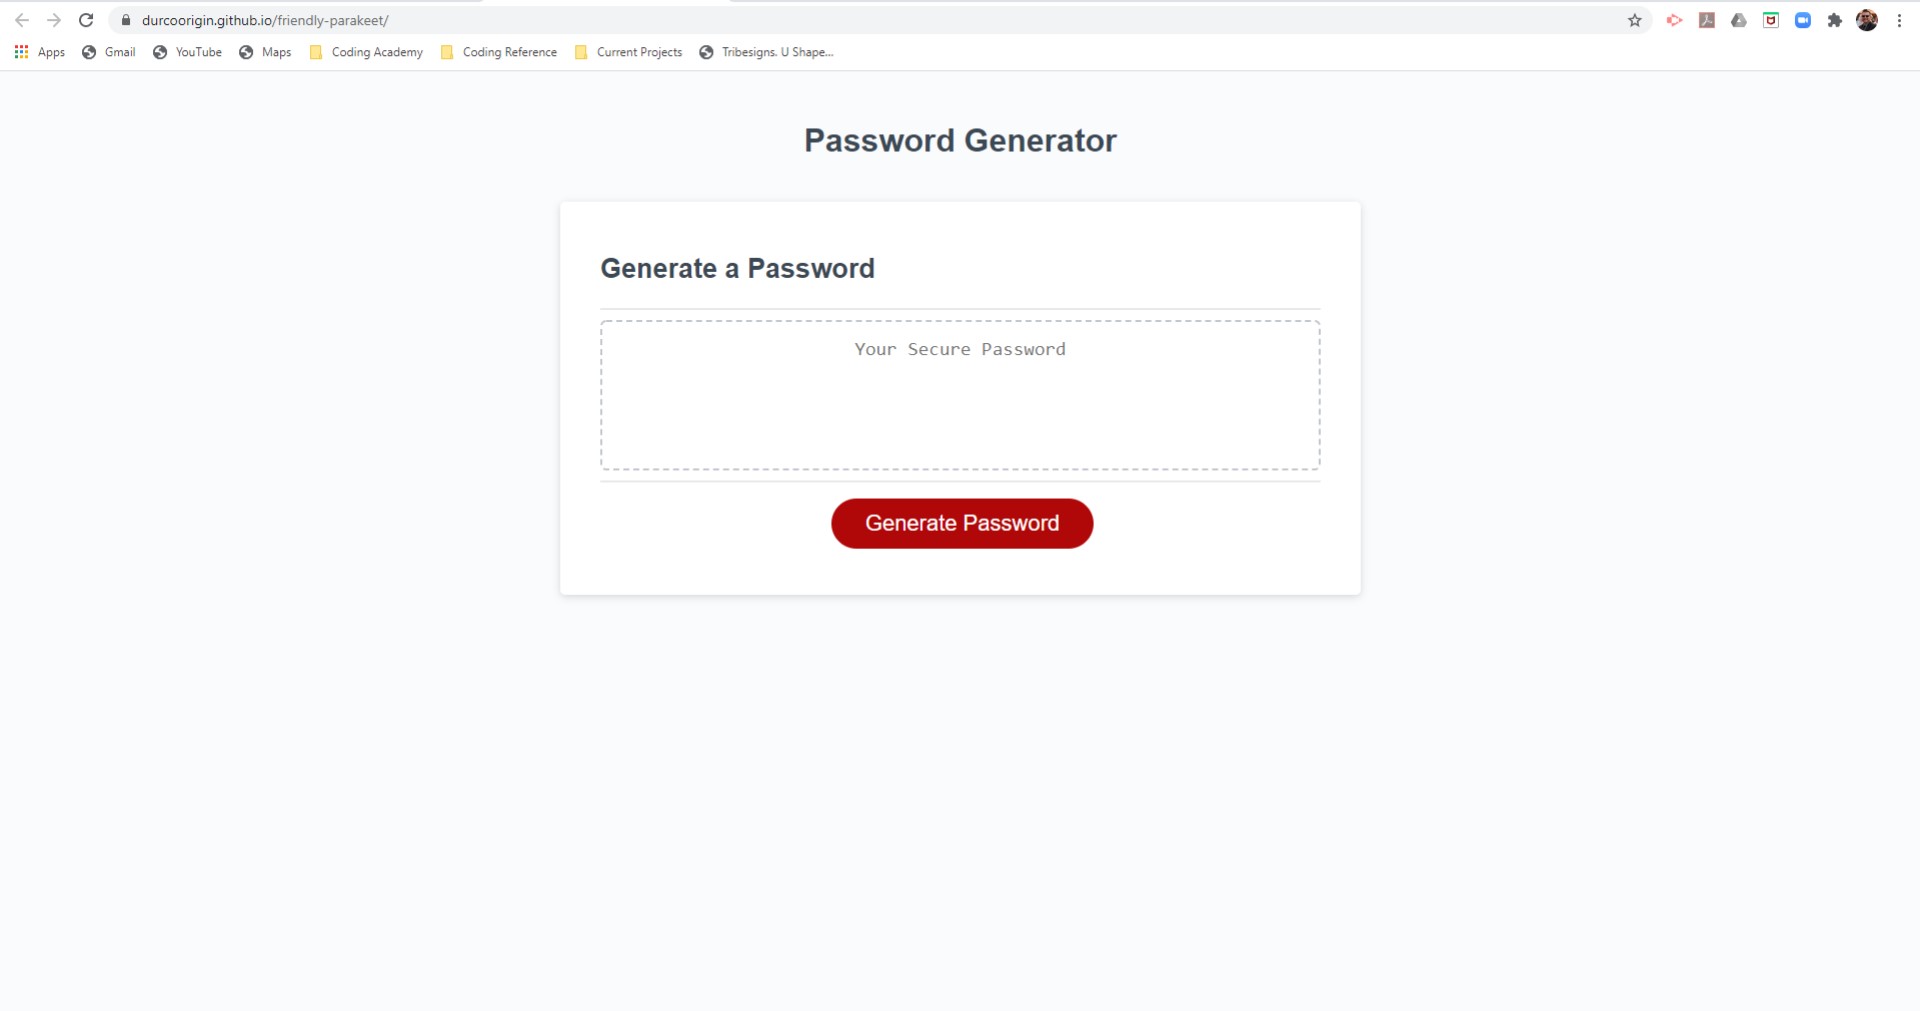 durcoorigin.github.io/friendly-parakeet/
Apps Gmail YouTube Maps Coding Academy Coding Reference Current Projects Tribesigns. U Shape...
Password Generator
Generate a Password
Your Secure Password
Generate Password